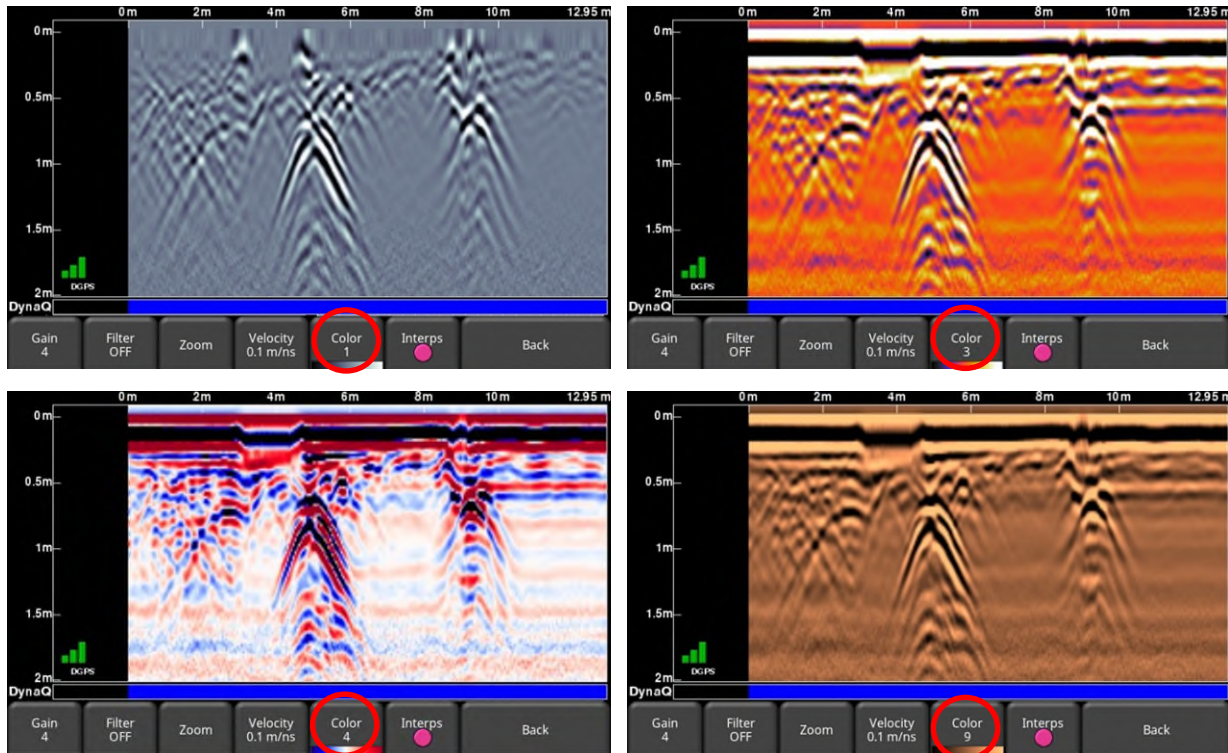 0 m 2m 4m 6m 8m 10m 12.95 m
0 m
0.5m
1m
1.5m
DGPS
2m
DynaQ
Gain 4
Filter OFF
Zoom
Velocity 0.1 m/ns
Color 1
Interps
Back
0 m 2m 4m 6m 8m 10m 12.95 m
0 m
0.5m
1m
1.5m
DGPS
2m
DynaQ
Gain 4
Filter OFF
Zoom
Velocity 0.1 m/ns
Color 3
Interps
Back
0 m 2m 4m 6m 8m 10m 12.95 m
0 m
0.5m
1m
1.5m
DGPS
2m
DynaQ
Gain 4
Filter OFF
Zoom
Velocity 0.1 m/ns
Color 4
Interps
Back
0 m 2m 4m 6m 8m 10m 12.95 m
0 m
0.5m
1m
1.5m
DGPS
2m
DynaQ
Gain 4
Filter OFF
Zoom
Velocity 0.1 m/ns
Color 9
Interps
Back